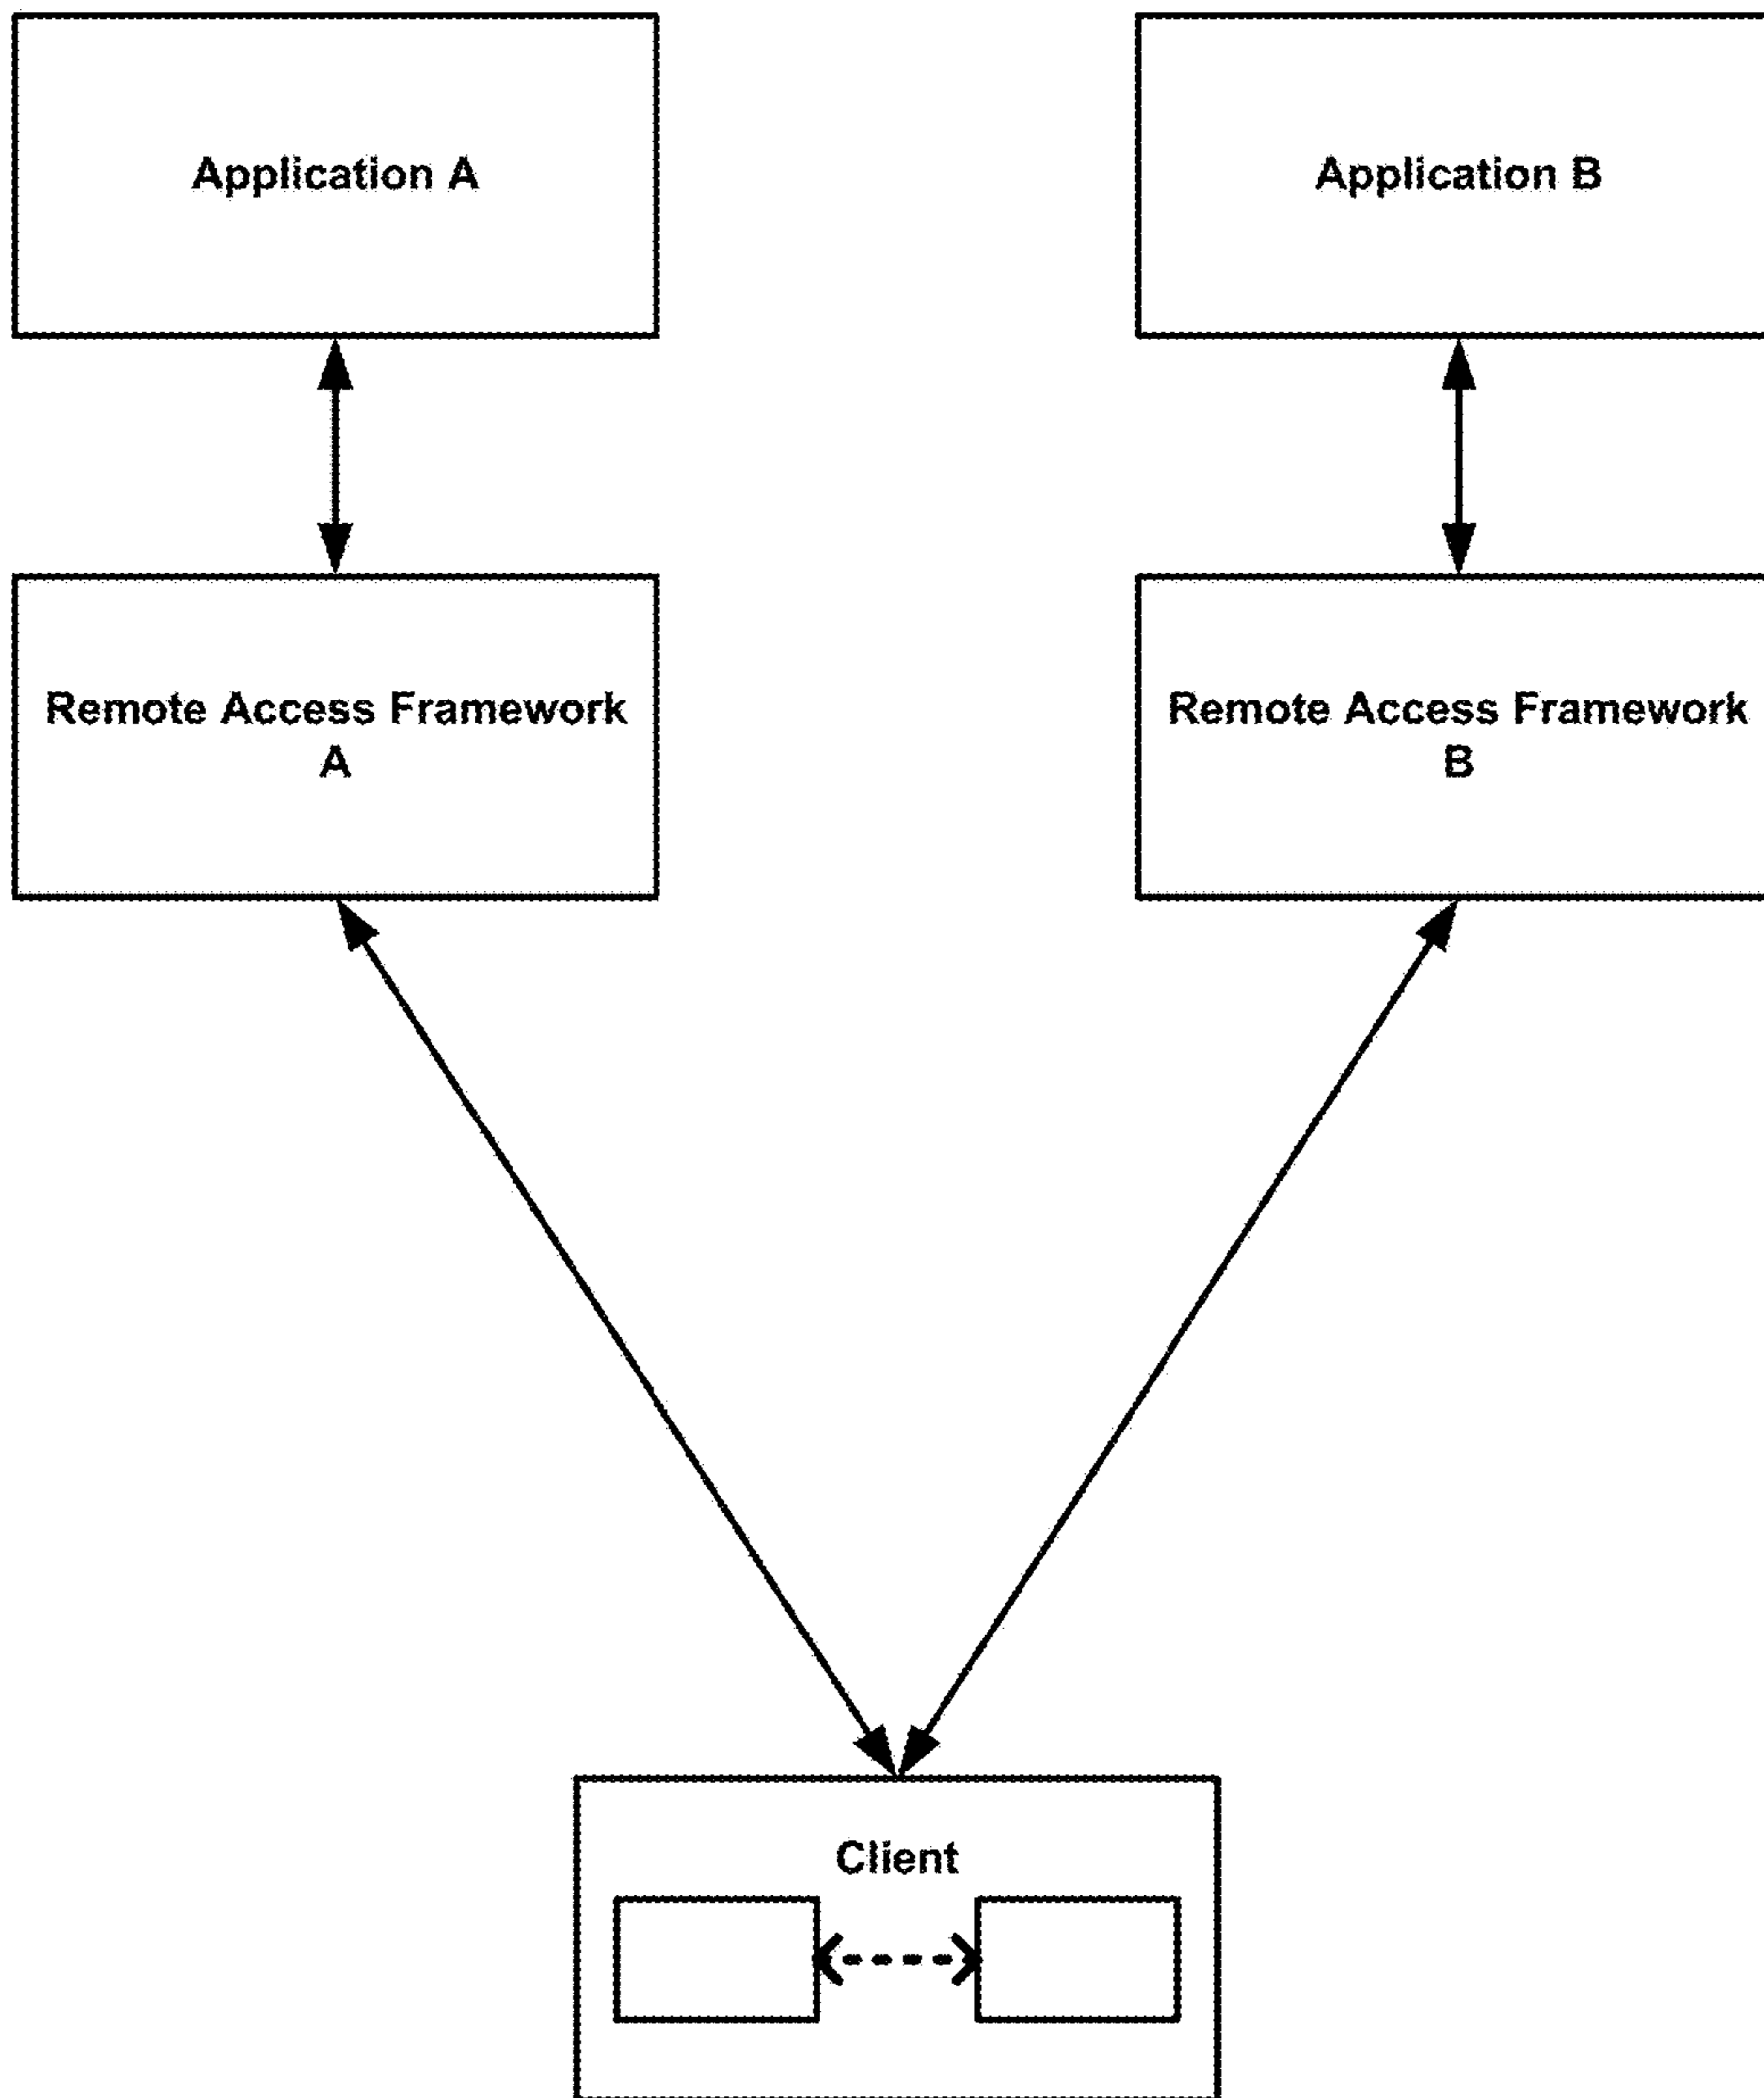 Application A
Application B
Remote Access Framework
A
Remote Access Framework
B
Client